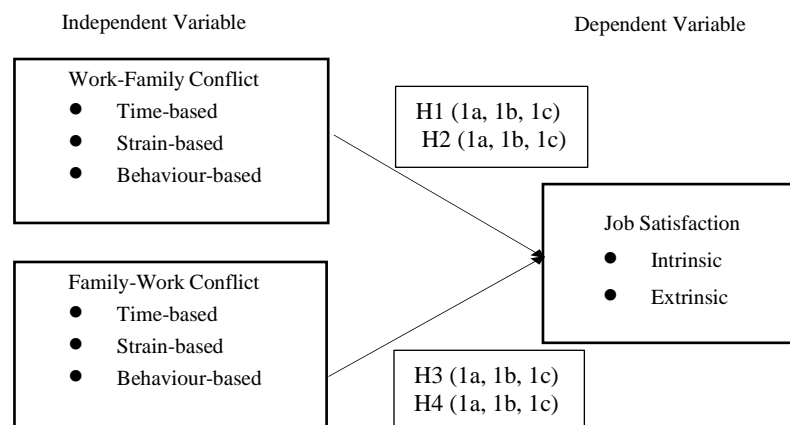 Independent Variable
Dependent Variable
Work-Family Conflict
● Time-based
● Strain-based
● Behaviour-based
H1 (1a, 1b, 1c)
H2 (1a, 1b, 1c)
Job Satisfaction
● Intrinsic
● Extrinsic
Family-Work Conflict
● Time-based
● Strain-based
● Behaviour-based
H3 (1a, 1b, 1c)
H4 (1a, 1b, 1c)